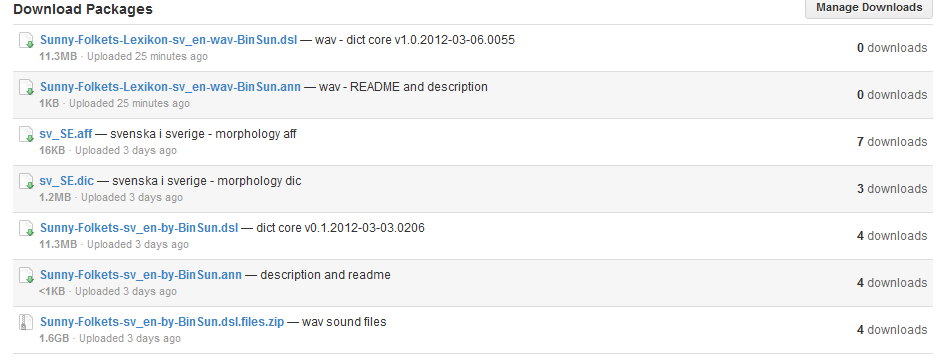 Download Packages
Manage Downloads
Sunny-Folkets-Lexikon-sv_en-wav-BinSun.dsl — wav - dict core v1.0.2012-03-06.0055
11.3MB · Uploaded 25 minutes ago
0 downloads
Sunny-Folkets-Lexikon-sv_en-wav-BinSun.ann — wav - README and description
1KB · Uploaded 25 minutes ago
0 downloads
sv_SE.aff — svenska i sverige - morphology aff
16KB · Uploaded 3 days ago
7 downloads
sv_SE.dic — svenska i sverige - morphology dic
1.2MB · Uploaded 3 days ago
3 downloads
Sunny-Folkets-sv_en-by-BinSun.dsl — dict core v0.1.2012-03-03.0206
11.3MB · Uploaded 3 days ago
4 downloads
Sunny-Folkets-sv_en-by-BinSun.ann — description and readme
<1KB · Uploaded 3 days ago
4 downloads
Sunny-Folkets-sv_en-by-BinSun.dsl.files.zip — wav sound files
1.6GB · Uploaded 3 days ago
4 downloads